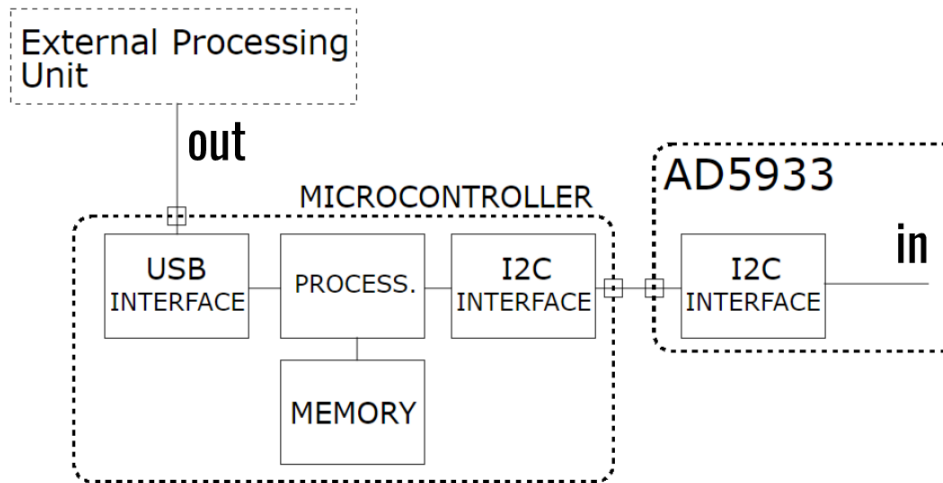 External Processing
Unit
out
MICROCONTROLLER
AD5933
in
USB
INTERFACE
PROCESS.
I2C
INTERFACE
I2C
INTERFACE
MEMORY